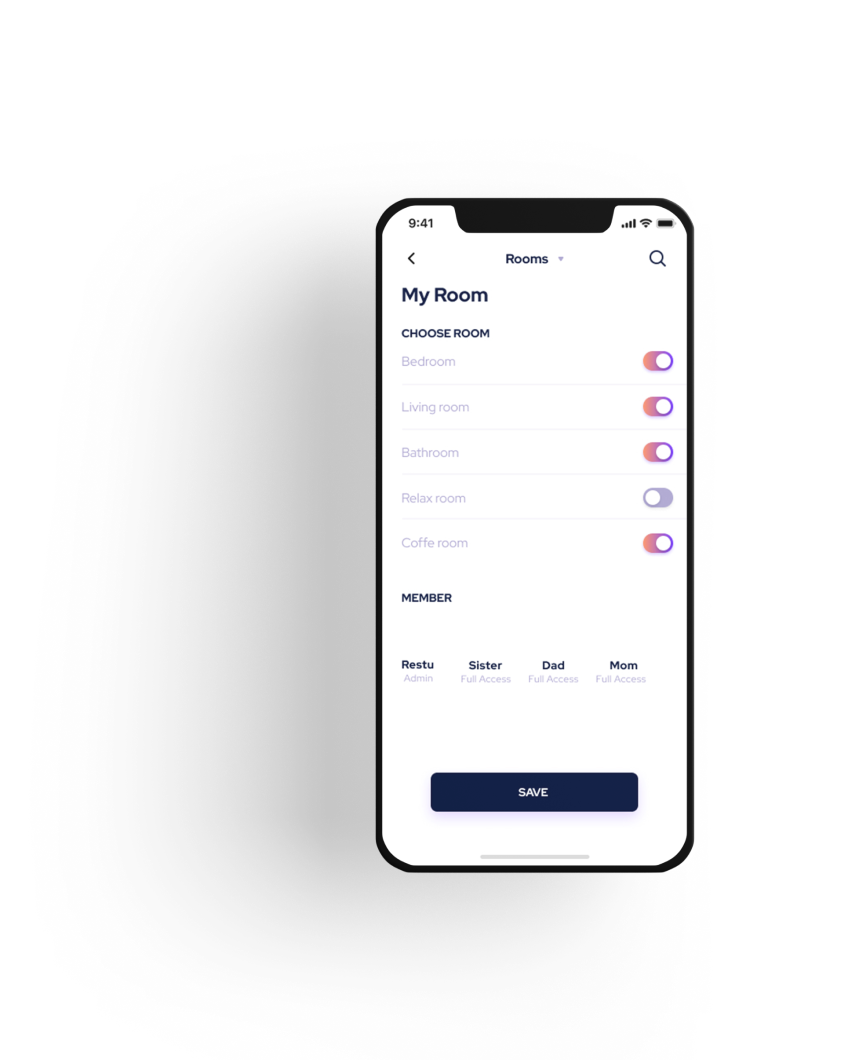 9:41
Rooms
My Room
CHOOSE ROOM
Bedroom
Living room
Bathroom
Relax room
Coffe room
MEMBER
Restu Sister Dad Mom
Admin Full Access Full Access Full Access
SAVE